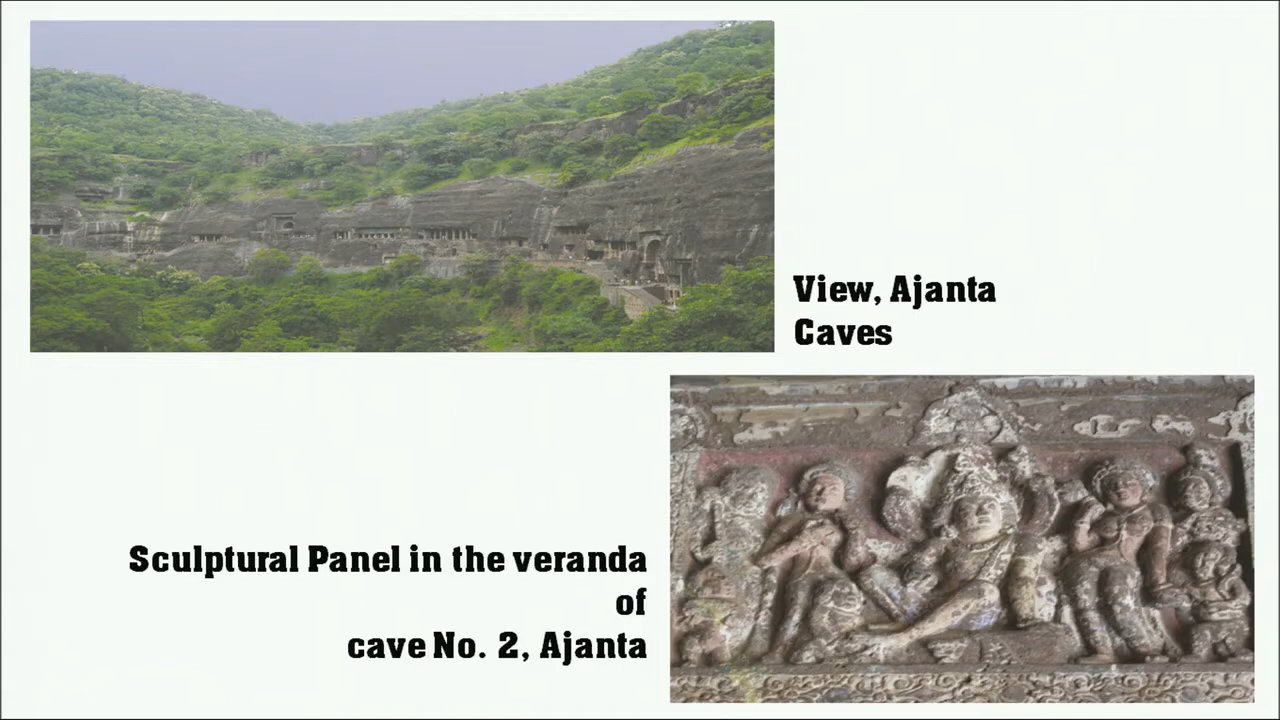 View, Ajanta
Caves
Sculptural Panel in the veranda
of
cave No. 2, Ajanta